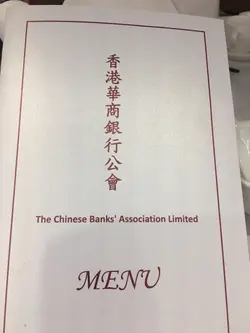 香港華商銀行公會
The Chinese Banks' Association Limited
MENU